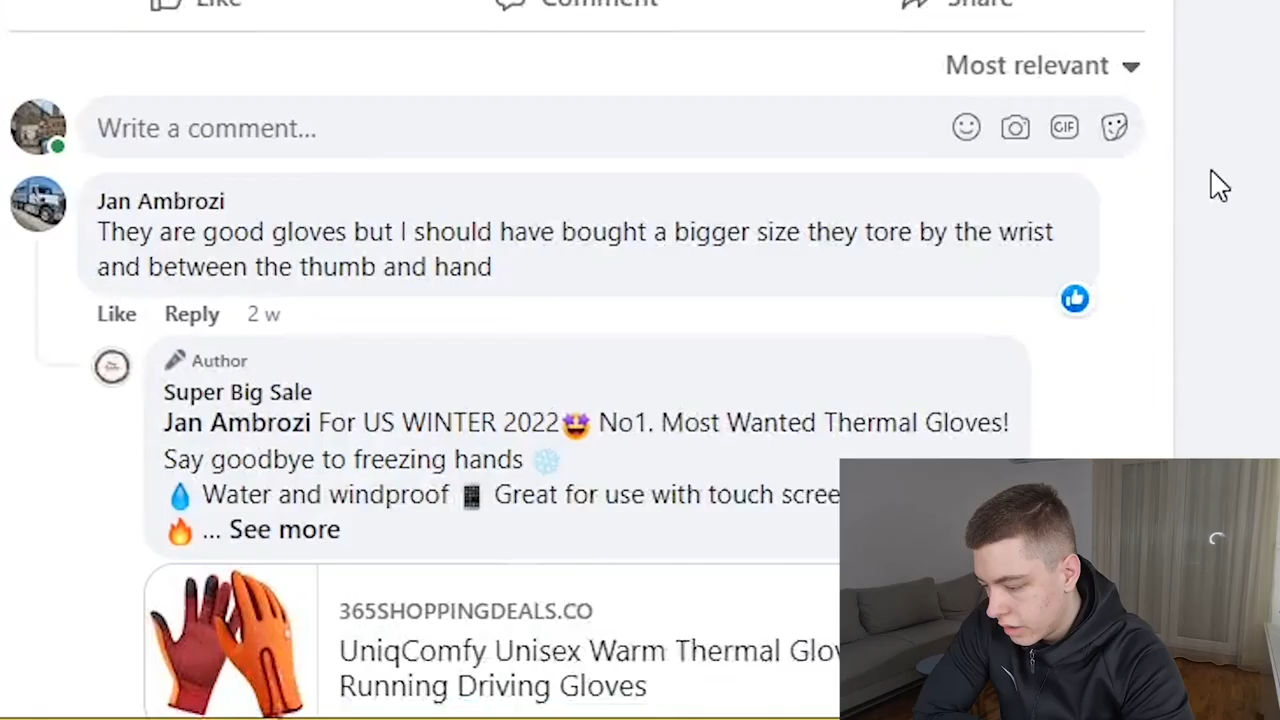 Like Comment Share
Most relevant
Write a comment...
GIF
Jan Ambrozi
They are good gloves but I should have bought a bigger size they tore by the wrist
and between the thumb and hand
Like Reply 2 w
Author
Super Big Sale
Jan Ambrozi For US WINTER 2022🤩 No1. Most Wanted Thermal Gloves!
Say goodbye to freezing hands ❄️
💧 Water and windproof 📱 Great for use with touch
🔥 ... See more
365SHOPPINGDEALS.CO
UniqComfy Unisex Warm Thermal
Running Driving Gloves